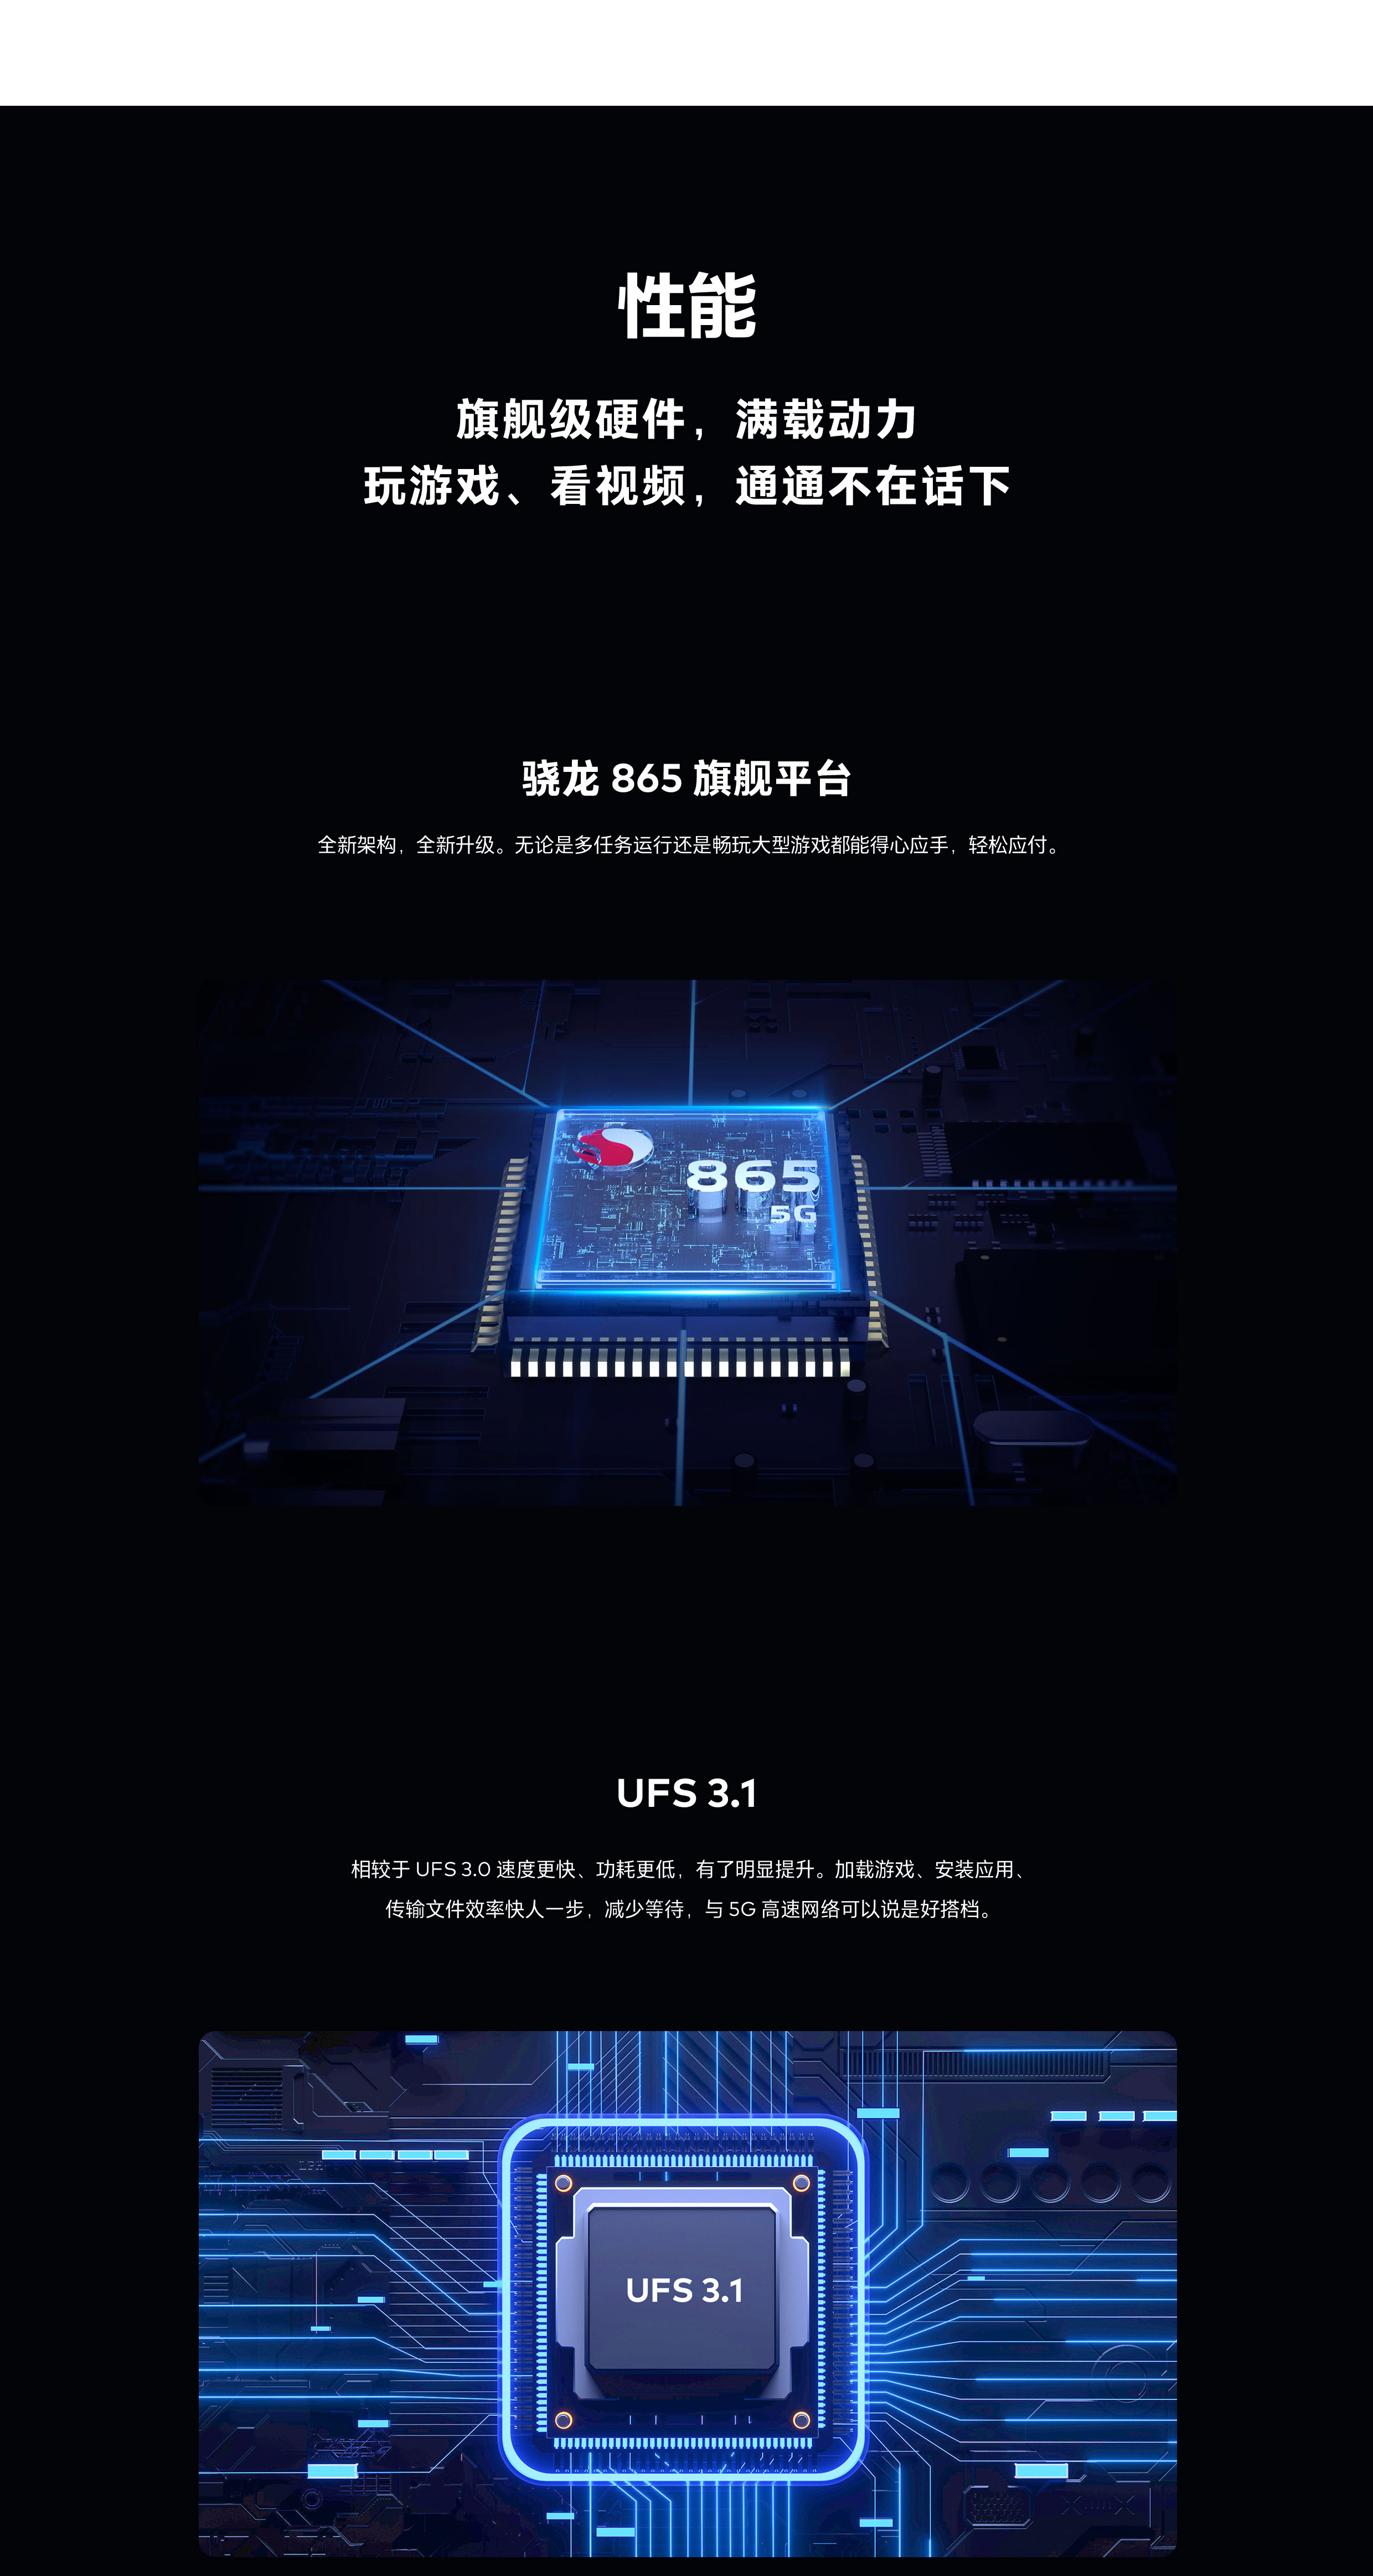 性能
旗舰级硬件，满载动力
玩游戏、看视频，通通不在话下
骁龙 865 旗舰平台
全新架构，全新升级。无论是多任务运行还是畅玩大型游戏都能得心应手，轻松应付。
865
5G
UFS 3.1
相较于 UFS 3.0 速度更快、功耗更低，有了明显提升。加载游戏、安装应用、
传输文件效率快人一步，减少等待，与 5G 高速网络可以说是好搭档。
UFS 3.1